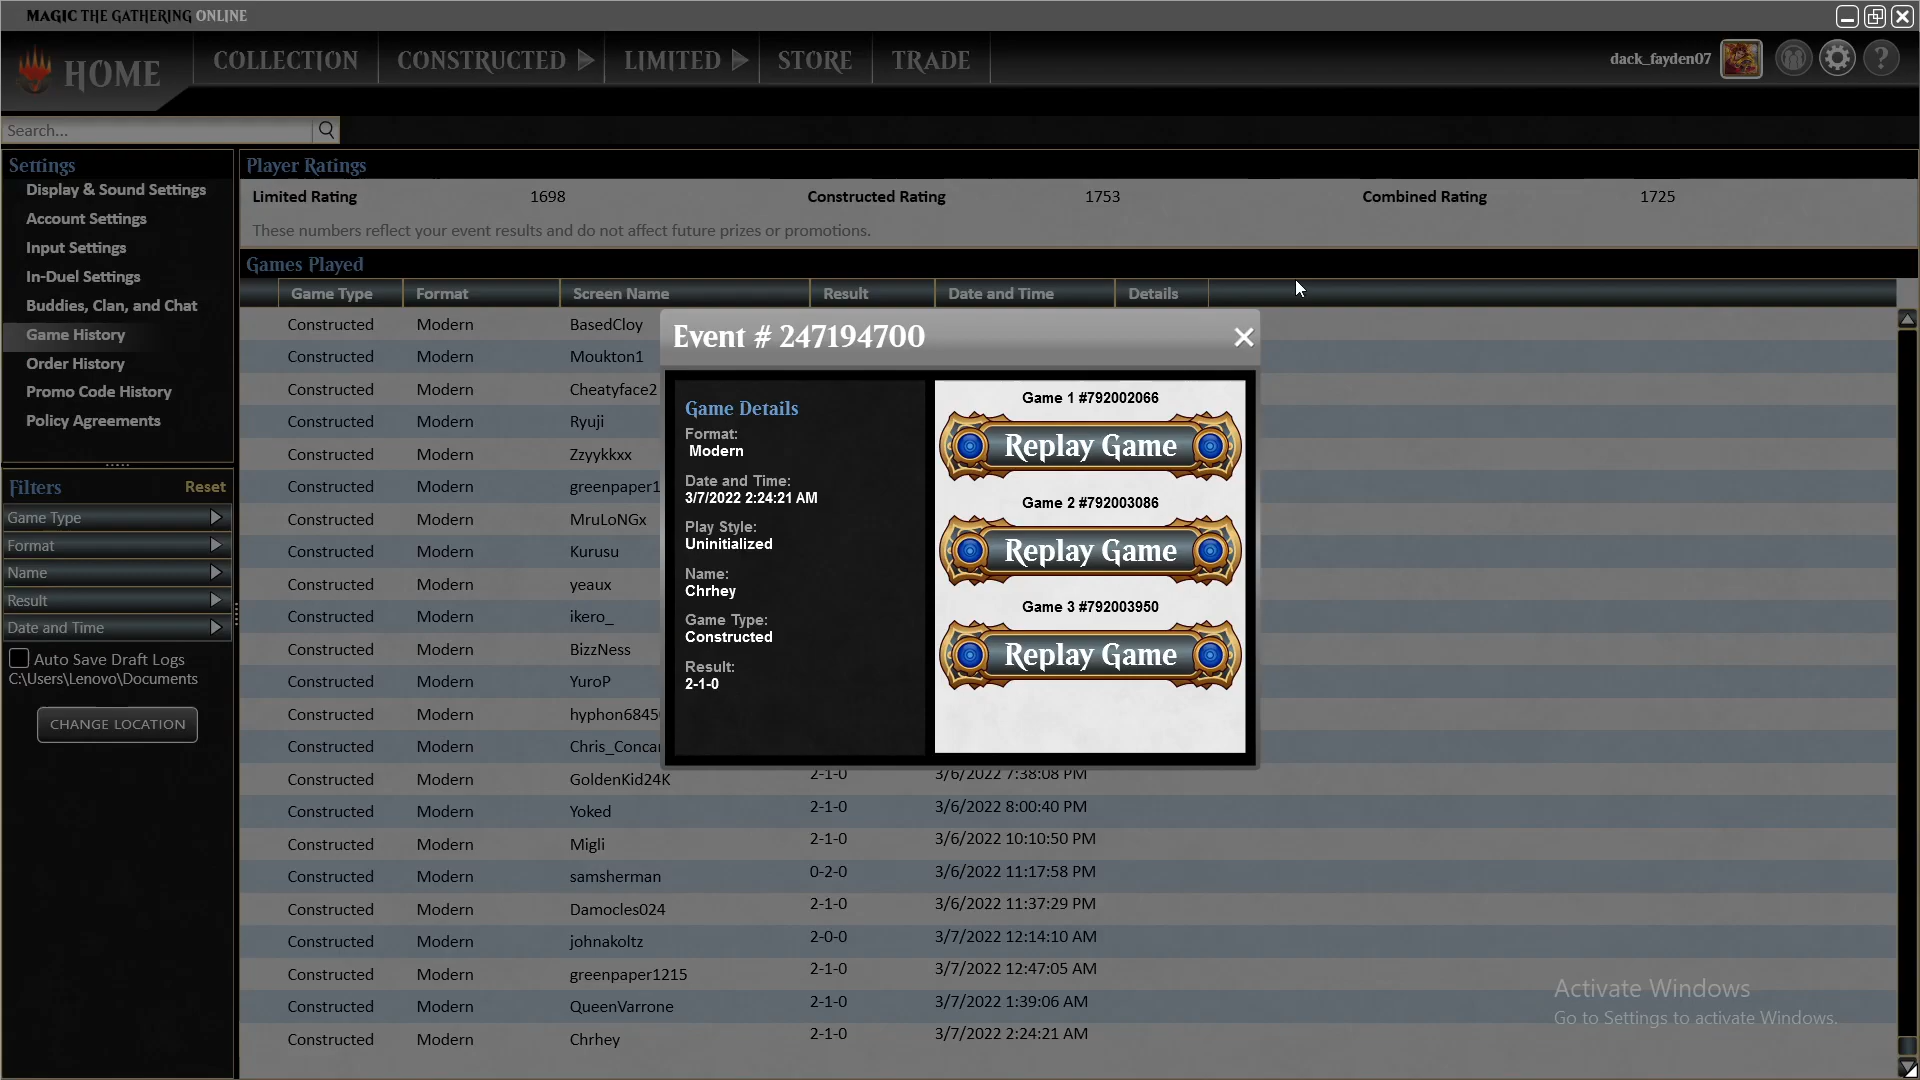 MAGIC THE GATHERING ONLINE
HOME
COLLECTION
CONSTRUCTED
LIMITED
STORE
TRADE
dack_fayden07
?
Search...
Settings
Display & Sound Settings
Account Settings
Input Settings
In-Duel Settings
Buddies, Clan, and Chat
Game History
Order History
Promo Code History
Policy Agreements
Filters Reset
Game Type
Format
Name
Result
Date and Time
Auto Save Draft Logs
C:\Users\Lenovo\Documents
CHANGE LOCATION
Player Ratings
Limited Rating 1698 Constructed Rating 1753 Combined Rating 1725
These numbers reflect your event results and do not affect future prizes or promotions.
Games Played
Game Type Format Screen Name Result Date and Time Details
Constructed Modern BasedCloy
Constructed Modern Moukton1
Constructed Modern Cheatyface2
Constructed Modern Ryuji
Constructed Modern Zzyykkxx
Constructed Modern greenpaper1
Constructed Modern MruLoNGx
Constructed Modern Kurusu
Constructed Modern yeaux
Constructed Modern ikero_
Constructed Modern BizzNess
Constructed Modern YuroP
Constructed Modern hyphon6845
Constructed Modern Chris_Conca
Constructed Modern GoldenKid24K 2-1-0 3/6/2022 7:38:08 PM
Constructed Modern Yoked 2-1-0 3/6/2022 8:00:40 PM
Constructed Modern Migli 2-1-0 3/6/2022 10:10:50 PM
Constructed Modern samsherman 0-2-0 3/6/2022 11:17:58 PM
Constructed Modern Damocles024 2-1-0 3/6/2022 11:37:29 PM
Constructed Modern johnakoltz 2-0-0 3/7/2022 12:14:10 AM
Constructed Modern greenpaper1215 2-1-0 3/7/2022 12:47:05 AM
Constructed Modern QueenVarrone 2-1-0 3/7/2022 1:39:06 AM
Constructed Modern Chrhey 2-1-0 3/7/2022 2:24:21 AM
Event # 247194700
Game Details
Format:
Modern
Date and Time:
3/7/2022 2:24:21 AM
Play Style:
Uninitialized
Name:
Chrhey
Game Type:
Constructed
Result:
2-1-0
Game 1 #792002066
Replay Game
Game 2 #792003086
Replay Game
Game 3 #792003950
Replay Game
Activate Windows
Go to Settings to activate Windows.